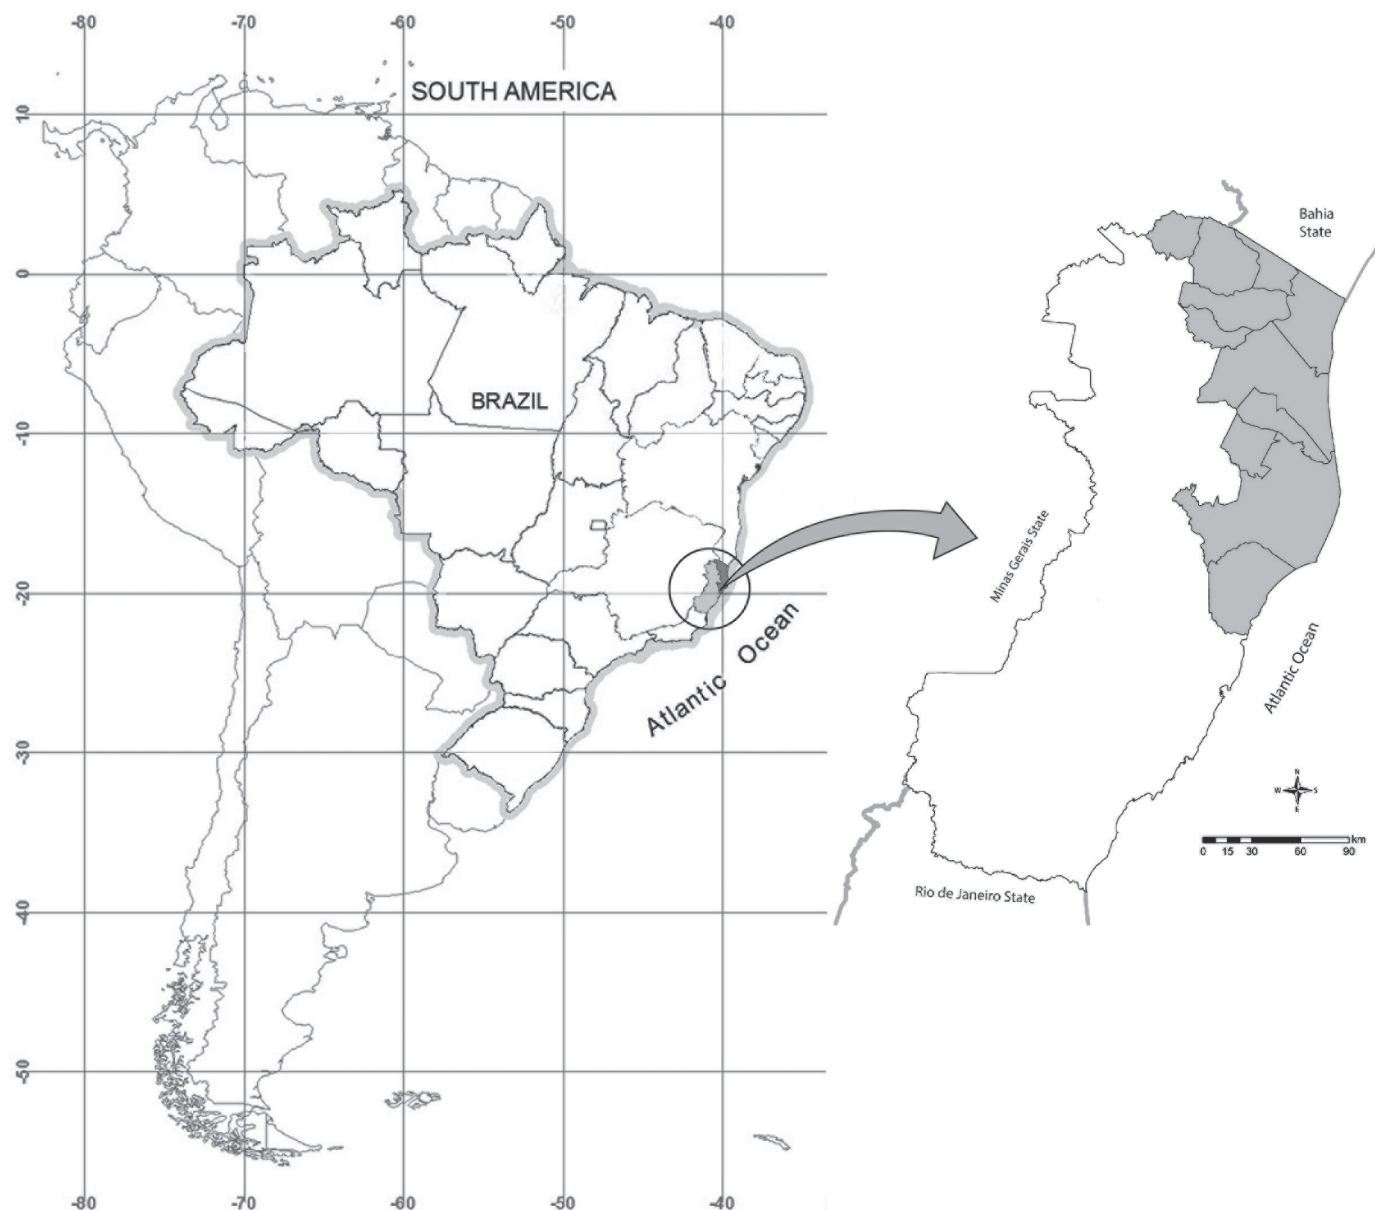 -80 -70 -60 -50 -40
SOUTH AMERICA
10
0
-10
-20
-30
-40
-50
BRAZIL
Atlantic Ocean
-80 -70 -60 -50 -40
Bahia
State
Minas Gerais State
Atlantic Ocean
N
W S
E
km
0 15 30 60 90
Rio de Janeiro State